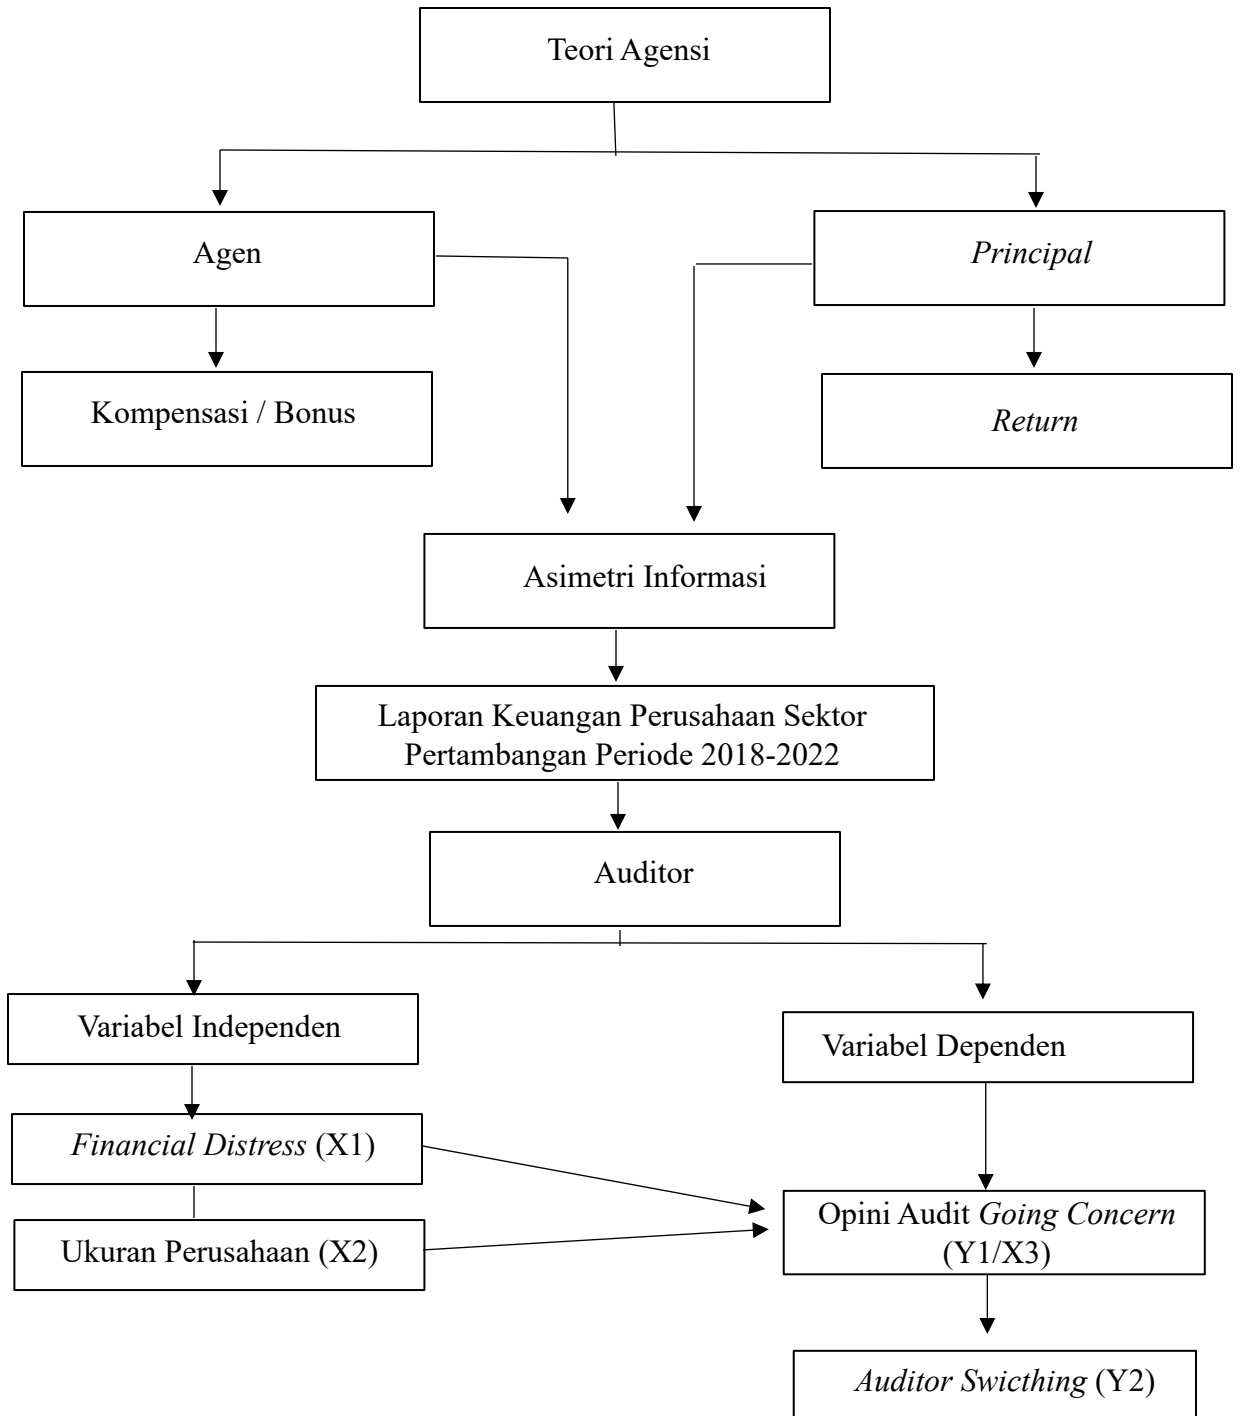 Teori Agensi
Agen
Principal
Kompensasi / Bonus
Return
Asimetri Informasi
Laporan Keuangan Perusahaan Sektor
Pertambangan Periode 2018-2022
Auditor
Variabel Independen
Variabel Dependen
Financial Distress (X1)
Ukuran Perusahaan (X2)
Opini Audit Going Concern
(Y1/X3)
Auditor Swicthing (Y2)